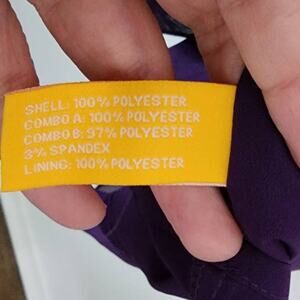 SHELL: 100% POLYESTER
COMBO A: 100% POLYESTER
COMBO B: 97% POLYESTER
3% SPANDEX
LINING: 100% POLYESTER